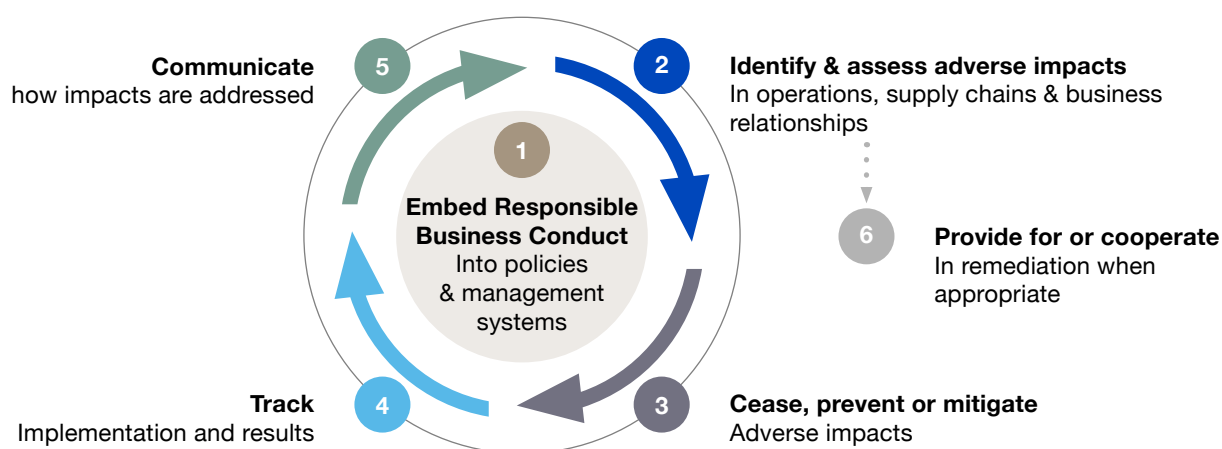 1
Embed Responsible
Business Conduct
Into policies
& management
systems
2
Identify & assess adverse impacts
In operations, supply chains & business
relationships
3
Cease, prevent or mitigate
Adverse impacts
4
Track
Implementation and results
5
Communicate
how impacts are addressed
6
Provide for or cooperate
In remediation when
appropriate